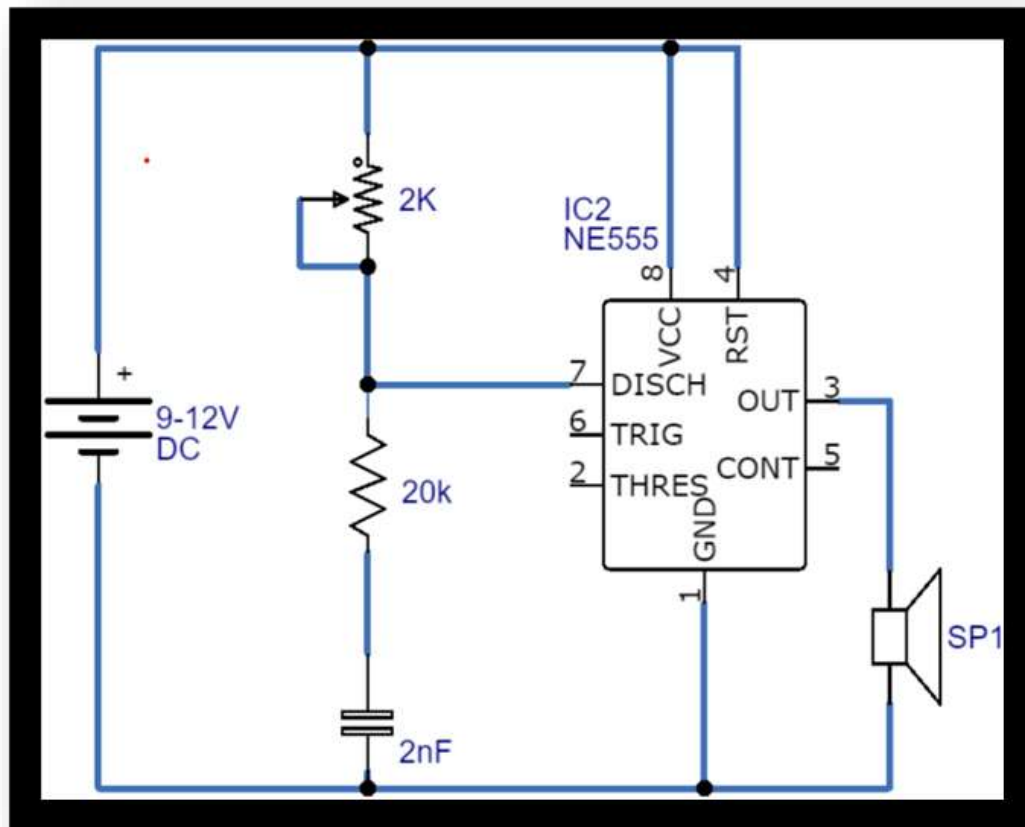 2K
IC2
NE555
8
4
VCC
RST
+
9-12V
DC
7
DISCH
OUT
3
6
TRIG
2
THRES
CONT
5
20k
GND
1
SP1
2nF